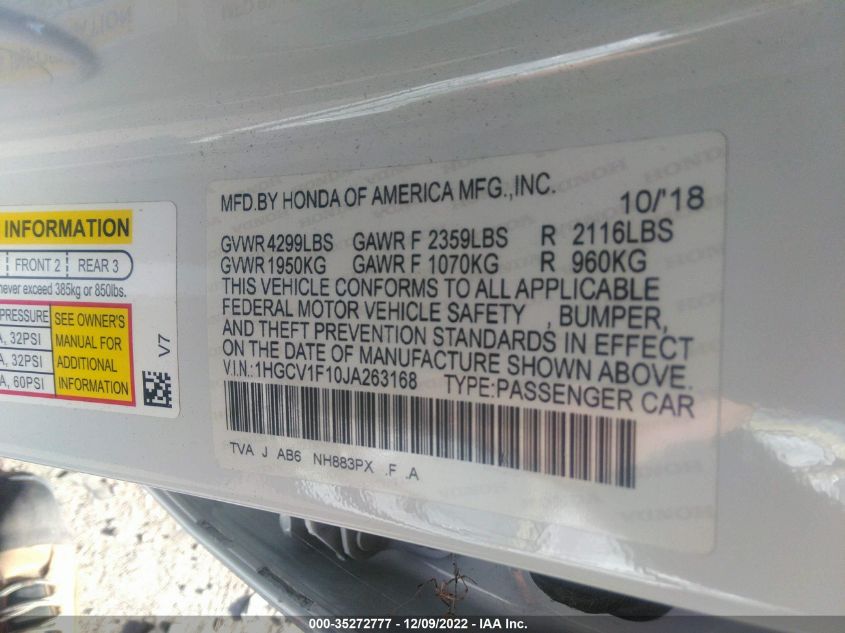 INFORMATION
FRONT 2 REAR 3
never exceed 385kg or 850lbs.
PRESSURE
A, 32PSI
A, 32PSI
A, 60PSI
SEE OWNER'S
MANUAL FOR
ADDITIONAL
INFORMATION
V7
MFD.BY HONDA OF AMERICA MFG.,INC. 10/'18
GVWR 4299LBS GAWR F 2359LBS R 2116LBS
GVWR 1950KG GAWR F 1070KG R 960KG
THIS VEHICLE CONFORMS TO ALL APPLICABLE
FEDERAL MOTOR VEHICLE SAFETY , BUMPER,
AND THEFT PREVENTION STANDARDS IN EFFECT
ON THE DATE OF MANUFACTURE SHOWN ABOVE.
V.I.N.:1HGCV1F10JA263168 TYPE:PASSENGER CAR
TVA J AB6 NH883PX .F .A
000-35272777 - 12/09/2022 - IAA Inc.